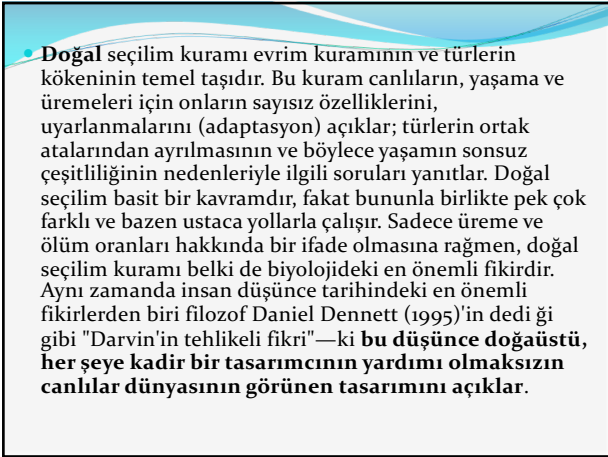 Doğal seçilim kuramı evrim kuramının ve türlerin
kökeninin temel taşıdır. Bu kuram canlıların, yaşama ve
üremeleri için onların sayısız özelliklerini,
uyarlanmalarını (adaptasyon) açıklar; türlerin ortak
atalarından ayrılmasının ve böylece yaşamın sonsuz
çeşitliliğinin nedenleriyle ilgili soruları yanıtlar. Doğal
seçilim basit bir kavramdır, fakat bununla birlikte pek çok
farklı ve bazen ustaca yollarla çalışır. Sadece üreme ve
ölüm oranları hakkında bir ifade olmasına rağmen, doğal
seçilim kuramı belki de biyolojideki en önemli fikirdir.
Aynı zamanda insan düşünce tarihindeki en önemli
fikirlerden biri filozof Daniel Dennett (1995)'in dedi ği
gibi "Darvin'in tehlikeli fikri"—ki bu düşünce doğaüstü,
her şeye kadir bir tasarımcının yardımı olmaksızın
canlılar dünyasının görünen tasarımını açıklar.